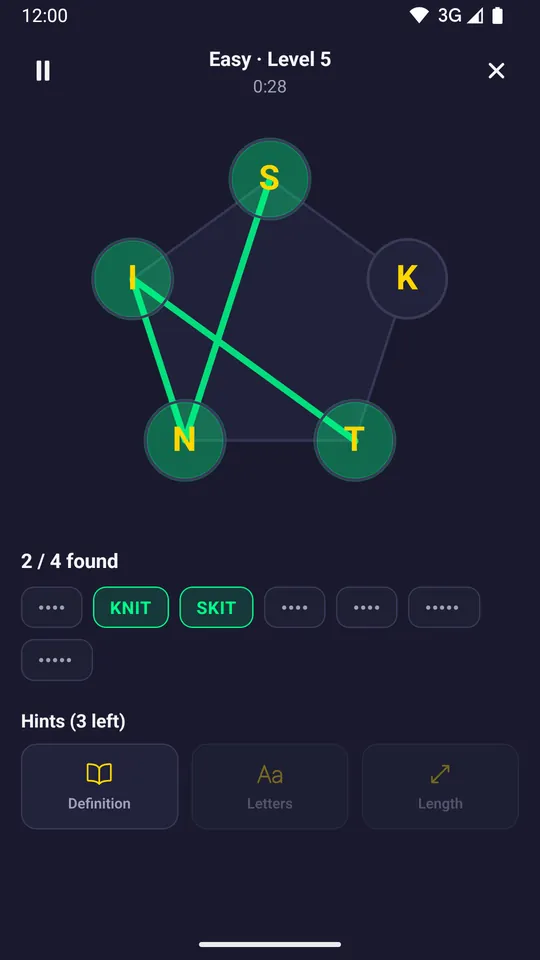 12:00
3G
Easy · Level 5
0:28
S
I
K
N
T
2 / 4 found
•••• KNIT SKIT •••• •••• •••••
•••••
Hints (3 left)
Aa
Definition Letters Length